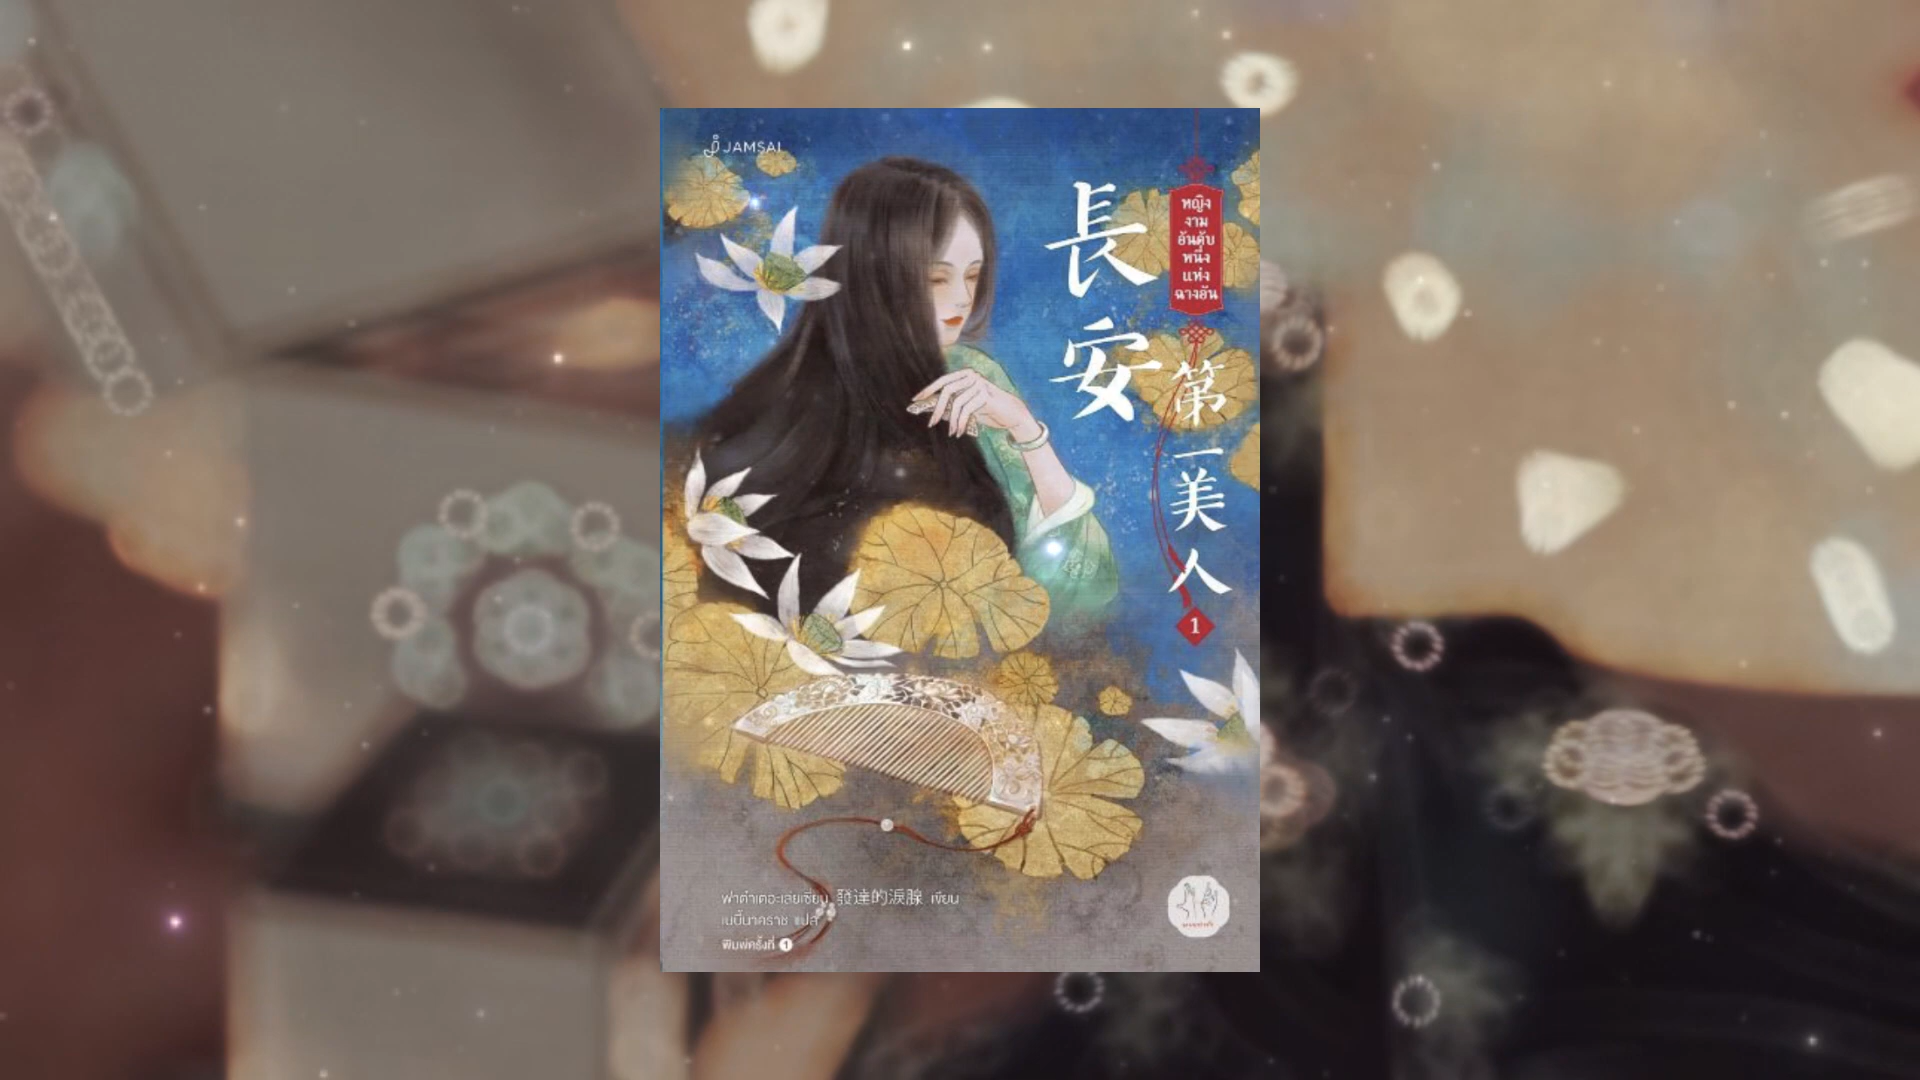 JAMSAI
長安
第一美人
หญิง
งาม
อันดับ
หนึ่ง
แห่ง
ฉางอัน
1
ฟาต๋าเตอะเล่ยเซี่ยน 發達的淚腺 เขียน
เบบี้นาคราช แปล
พิมพ์ครั้งที่ 1